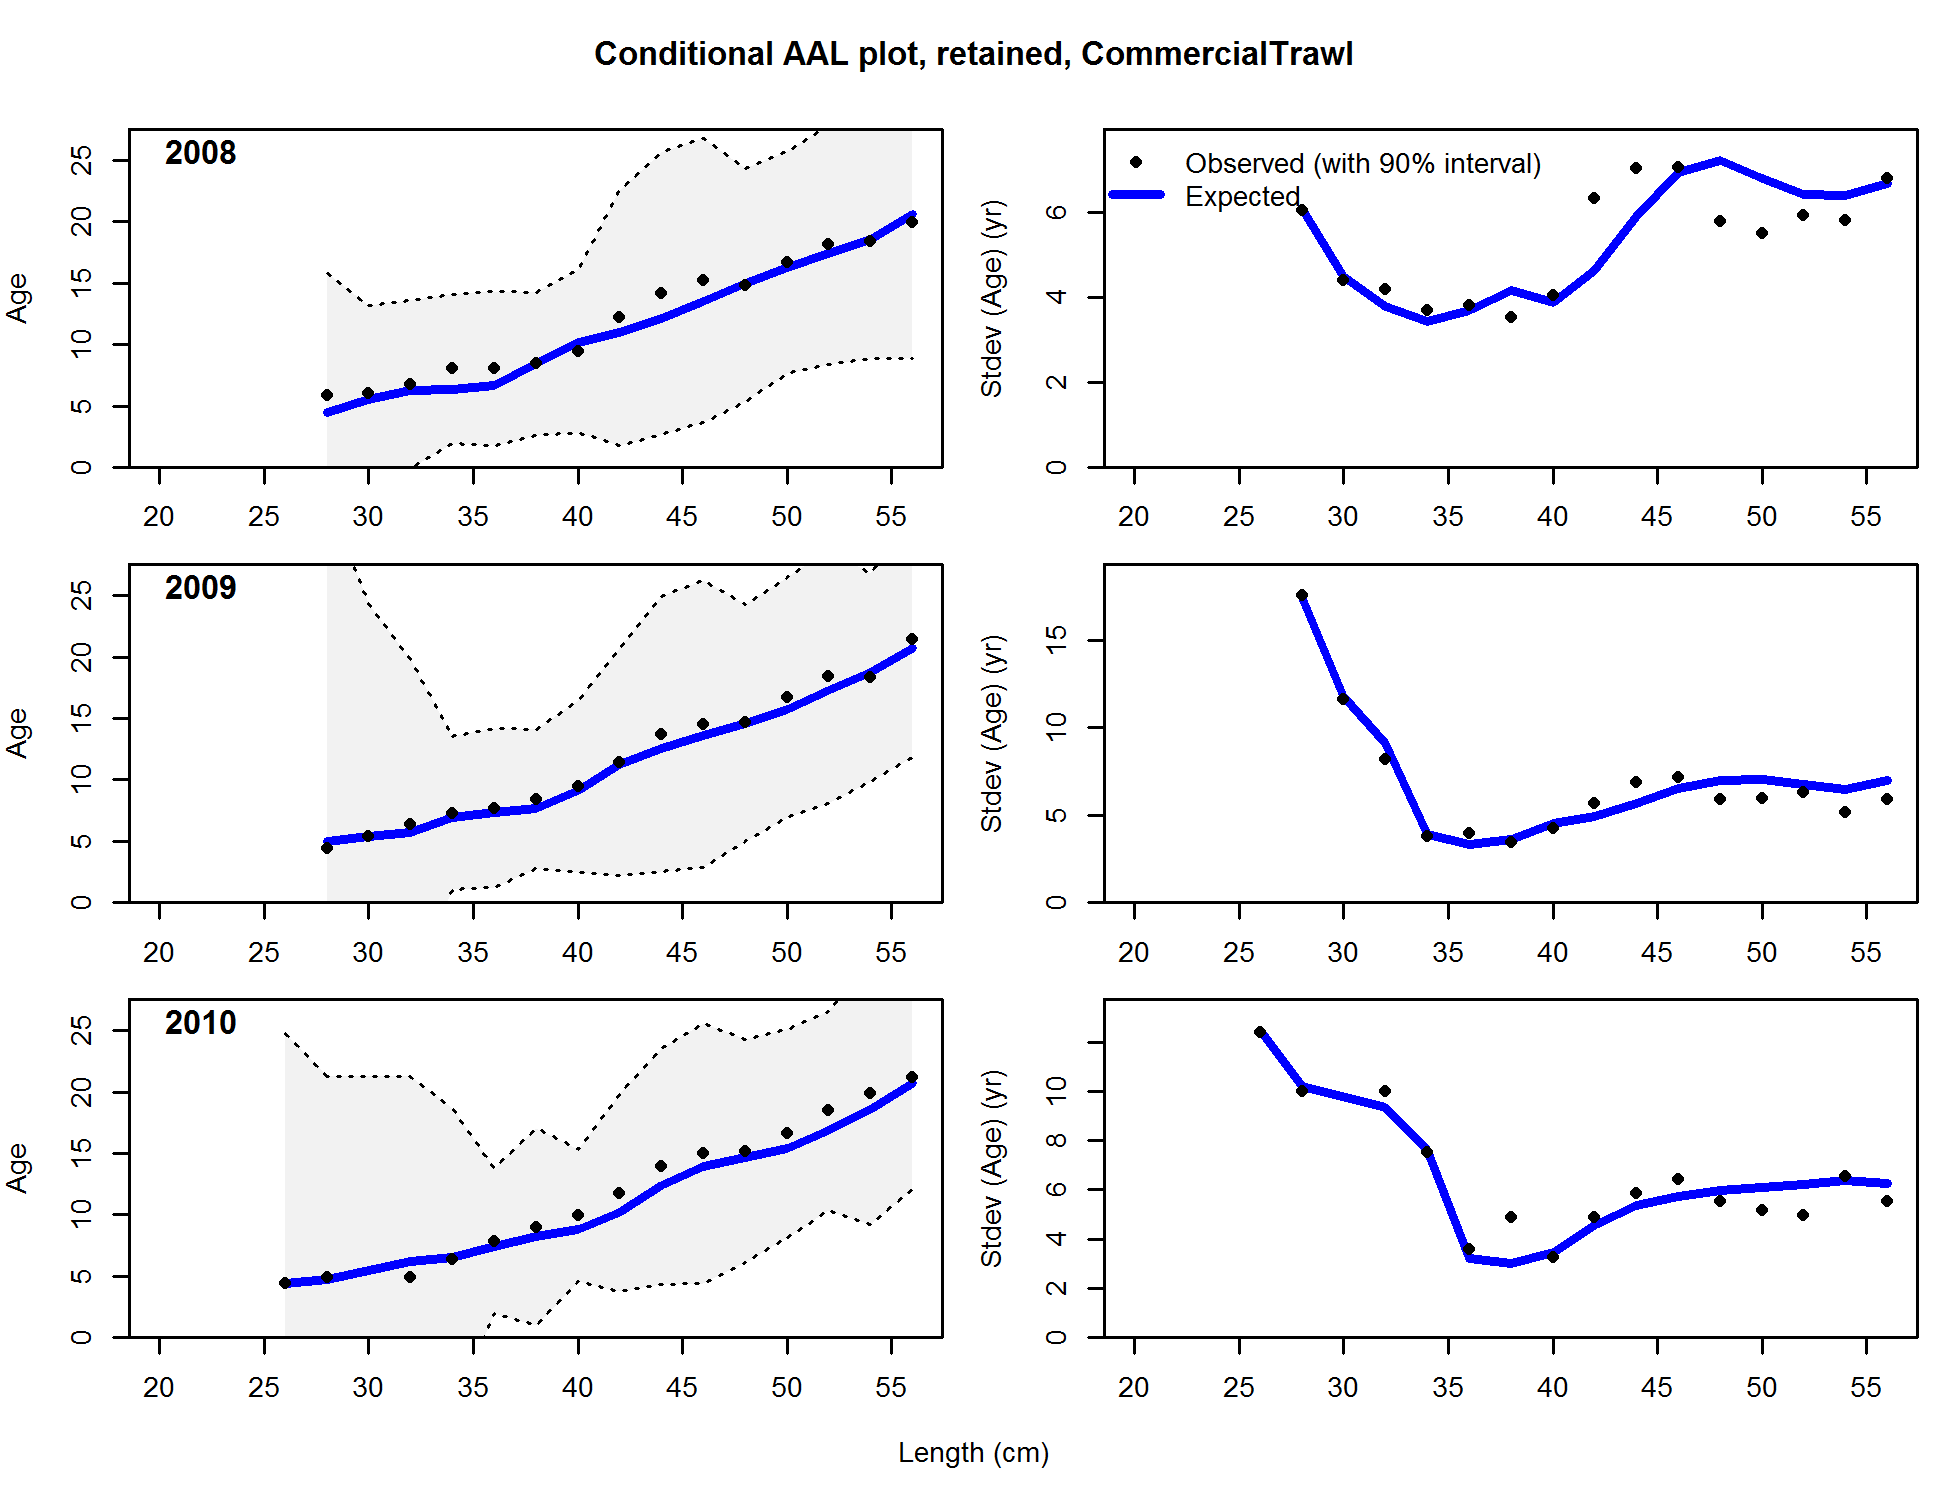 Conditional AAL plot, retained, CommercialTrawl
2008
Age
0 5 10 15 20 25
20 25 30 35 40 45 50 55
Observed (with 90% interval)
Expected
Stdev (Age) (yr)
0 2 4 6
20 25 30 35 40 45 50 55
2009
Age
0 5 10 15 20 25
20 25 30 35 40 45 50 55
Stdev (Age) (yr)
0 5 10 15
20 25 30 35 40 45 50 55
2010
Age
0 5 10 15 20 25
20 25 30 35 40 45 50 55
Stdev (Age) (yr)
0 2 4 6 8 10
20 25 30 35 40 45 50 55
Length (cm)